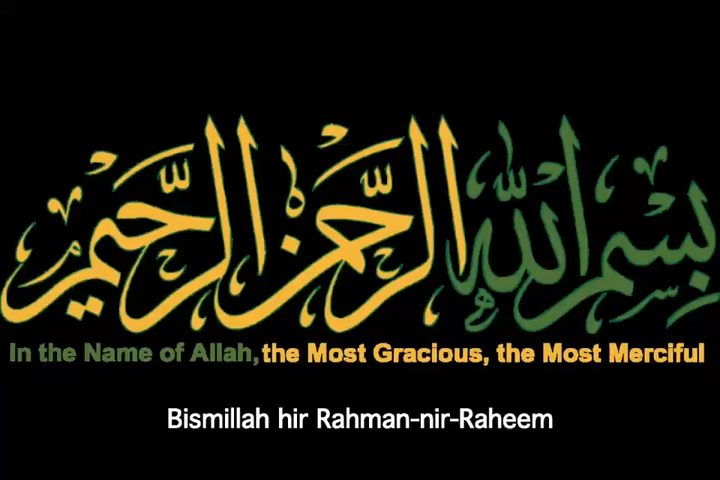 بسم الله الرحمن الرحيم
In the Name of Allah, the Most Gracious, the Most Merciful
Bismillah hir Rahman-nir-Raheem